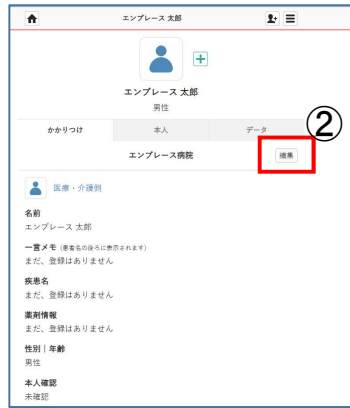 エンプレース 太郎
エンプレース 太郎
男性
かかりつけ 本人 データ
②
エンプレース病院 編集
医療・介護側
名前
エンプレース 太郎
一言メモ (患者名の後ろに表示されます)
まだ、登録はありません
疾患名
まだ、登録はありません
薬剤情報
まだ、登録はありません
性別｜年齢
男性
本人確認
未確認